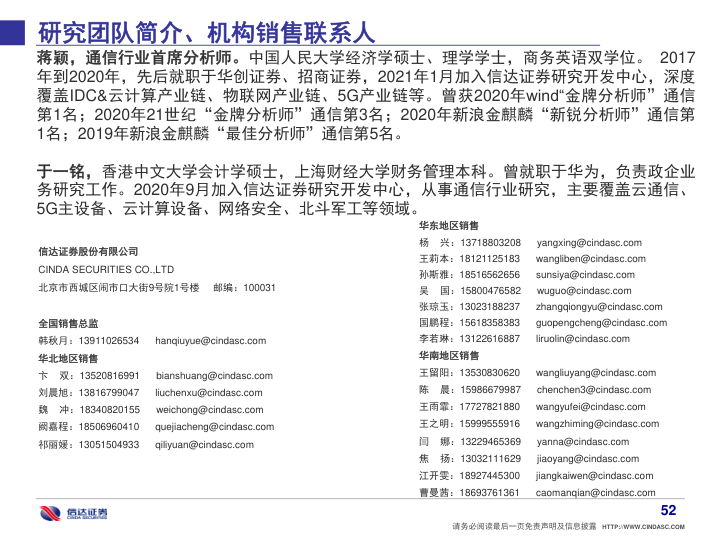 研究团队简介、机构销售联系人
蒋颖，通信行业首席分析师。中国人民大学经济学硕士、理学学士，商务英语双学位。 2017
年到2020年，先后就职于华创证券、招商证券，2021年1月加入信达证券研究开发中心，深度
覆盖IDC&云计算产业链、物联网产业链、5G产业链等。曾获2020年wind“金牌分析师”通信
第1名；2020年21世纪“金牌分析师”通信第3名；2020年新浪金麒麟“新锐分析师”通信第
1名；2019年新浪金麒麟“最佳分析师”通信第5名。
于一铭，香港中文大学会计学硕士，上海财经大学财务管理本科。曾就职于华为，负责政企业
务研究工作。2020年9月加入信达证券研究开发中心，从事通信行业研究，主要覆盖云通信、
5G主设备、云计算设备、网络安全、北斗军工等领域。
信达证券股份有限公司
CINDA SECURITIES CO.,LTD
北京市西城区闹市口大街9号院1号楼 邮编：100031
全国销售总监
韩秋月：13911026534 hanqiuyue@cindasc.com
华北地区销售
卞 双：13520816991 bianshuang@cindasc.com
刘晨旭：13816799047 liuchenxu@cindasc.com
魏 冲：18340820155 weichong@cindasc.com
阙嘉程：18506960410 quejiacheng@cindasc.com
祁丽媛：13051504933 qiliyuan@cindasc.com
华东地区销售
杨 兴：13718803208 yangxing@cindasc.com
王莉本：18121125183 wangliben@cindasc.com
孙斯雅：18516562656 sunsiya@cindasc.com
吴 国：15800476582 wuguo@cindasc.com
张琼玉：13023188237 zhangqiongyu@cindasc.com
国鹏程：15618358383 guopengcheng@cindasc.com
李若琳：13122616887 liruolin@cindasc.com
华南地区销售
王留阳：13530830620 wangliuyang@cindasc.com
陈 晨：15986679987 chenchen3@cindasc.com
王雨霏：17727821880 wangyufei@cindasc.com
王之明：15999555916 wangzhiming@cindasc.com
闫 娜：13229465369 yanna@cindasc.com
焦 扬：13032111629 jiaoyang@cindasc.com
江开雯：18927445300 jiangkaiwen@cindasc.com
曹曼茜：18693761361 caomanqian@cindasc.com
信达证券
CINDA SECURITIES
52
请务必阅读最后一页免责声明及信息披露 HTTP://WWW.CINDASC.COM